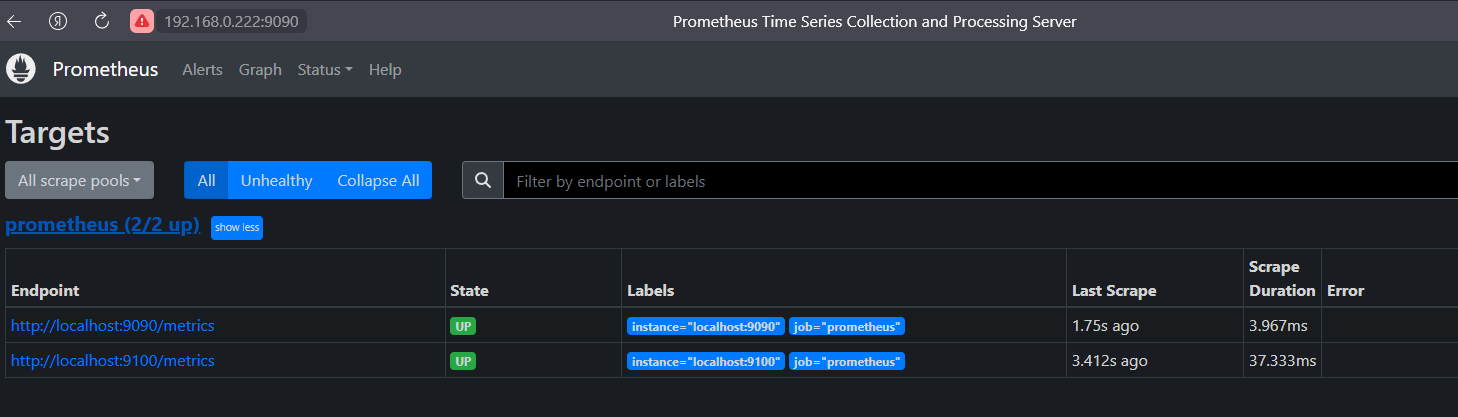 192.168.0.222:9090 Prometheus Time Series Collection and Processing Server
Prometheus Alerts Graph Status Help
Targets
All scrape pools All Unhealthy Collapse All Filter by endpoint or labels
prometheus (2/2 up) show less
Endpoint State Labels Last Scrape Scrape Duration Error
http://localhost:9090/metrics UP instance="localhost:9090" job="prometheus" 1.75s ago 3.967ms
http://localhost:9100/metrics UP instance="localhost:9100" job="prometheus" 3.412s ago 37.333ms